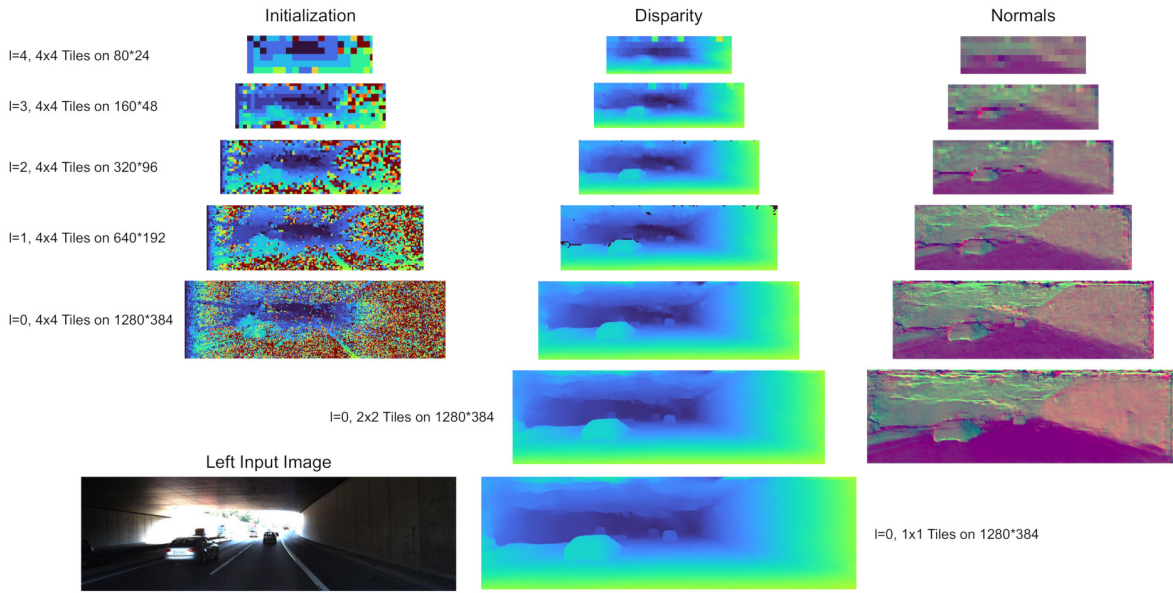 Initialization
Disparity
Normals
l=4, 4x4 Tiles on 80*24
l=3, 4x4 Tiles on 160*48
l=2, 4x4 Tiles on 320*96
l=1, 4x4 Tiles on 640*192
l=0, 4x4 Tiles on 1280*384
l=0, 2x2 Tiles on 1280*384
Left Input Image
l=0, 1x1 Tiles on 1280*384